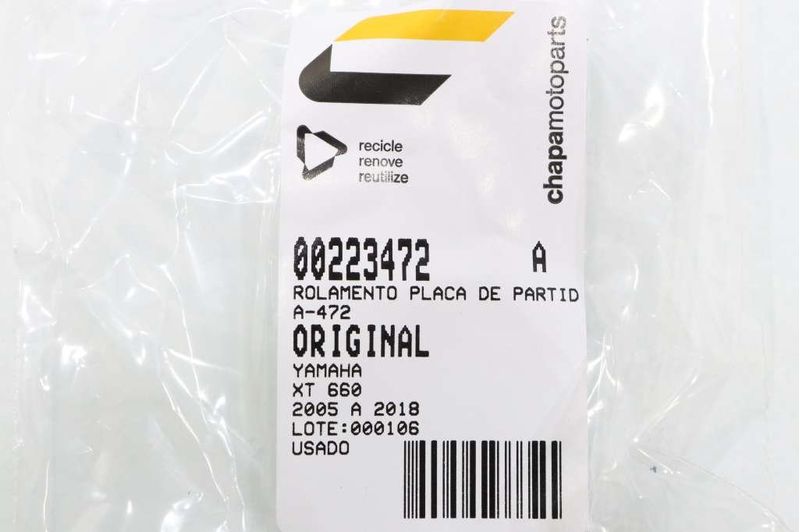 chapamotoparts
recicle
renove
reutilize
00223472 A
ROLAMENTO PLACA DE PARTID
A-472
ORIGINAL
YAMAHA
XT 660
2005 A 2018
LOTE:000106
USADO